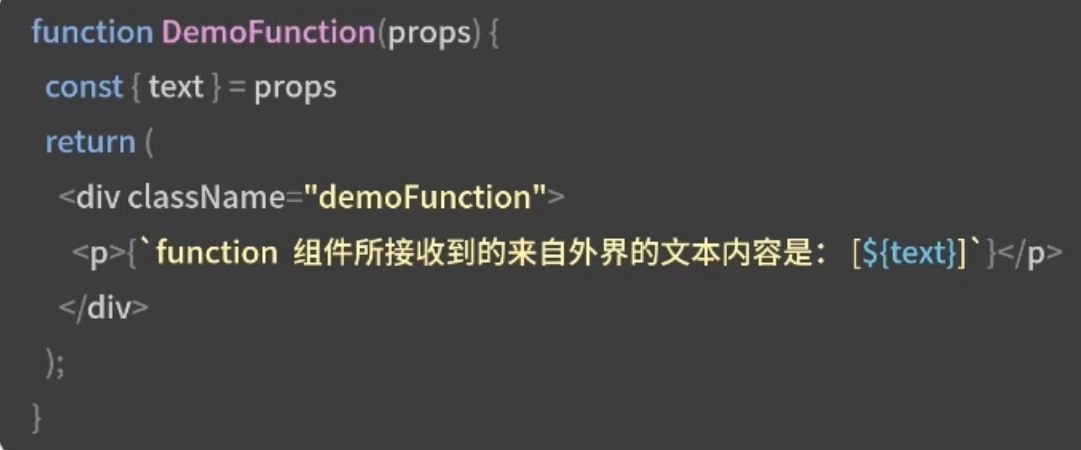 function DemoFunction(props) {
const { text } = props
return (
<div className="demoFunction">
<p>{`function 组件所接收到的来自外界的文本内容是： [${text}]`}</p>
</div>
);
}